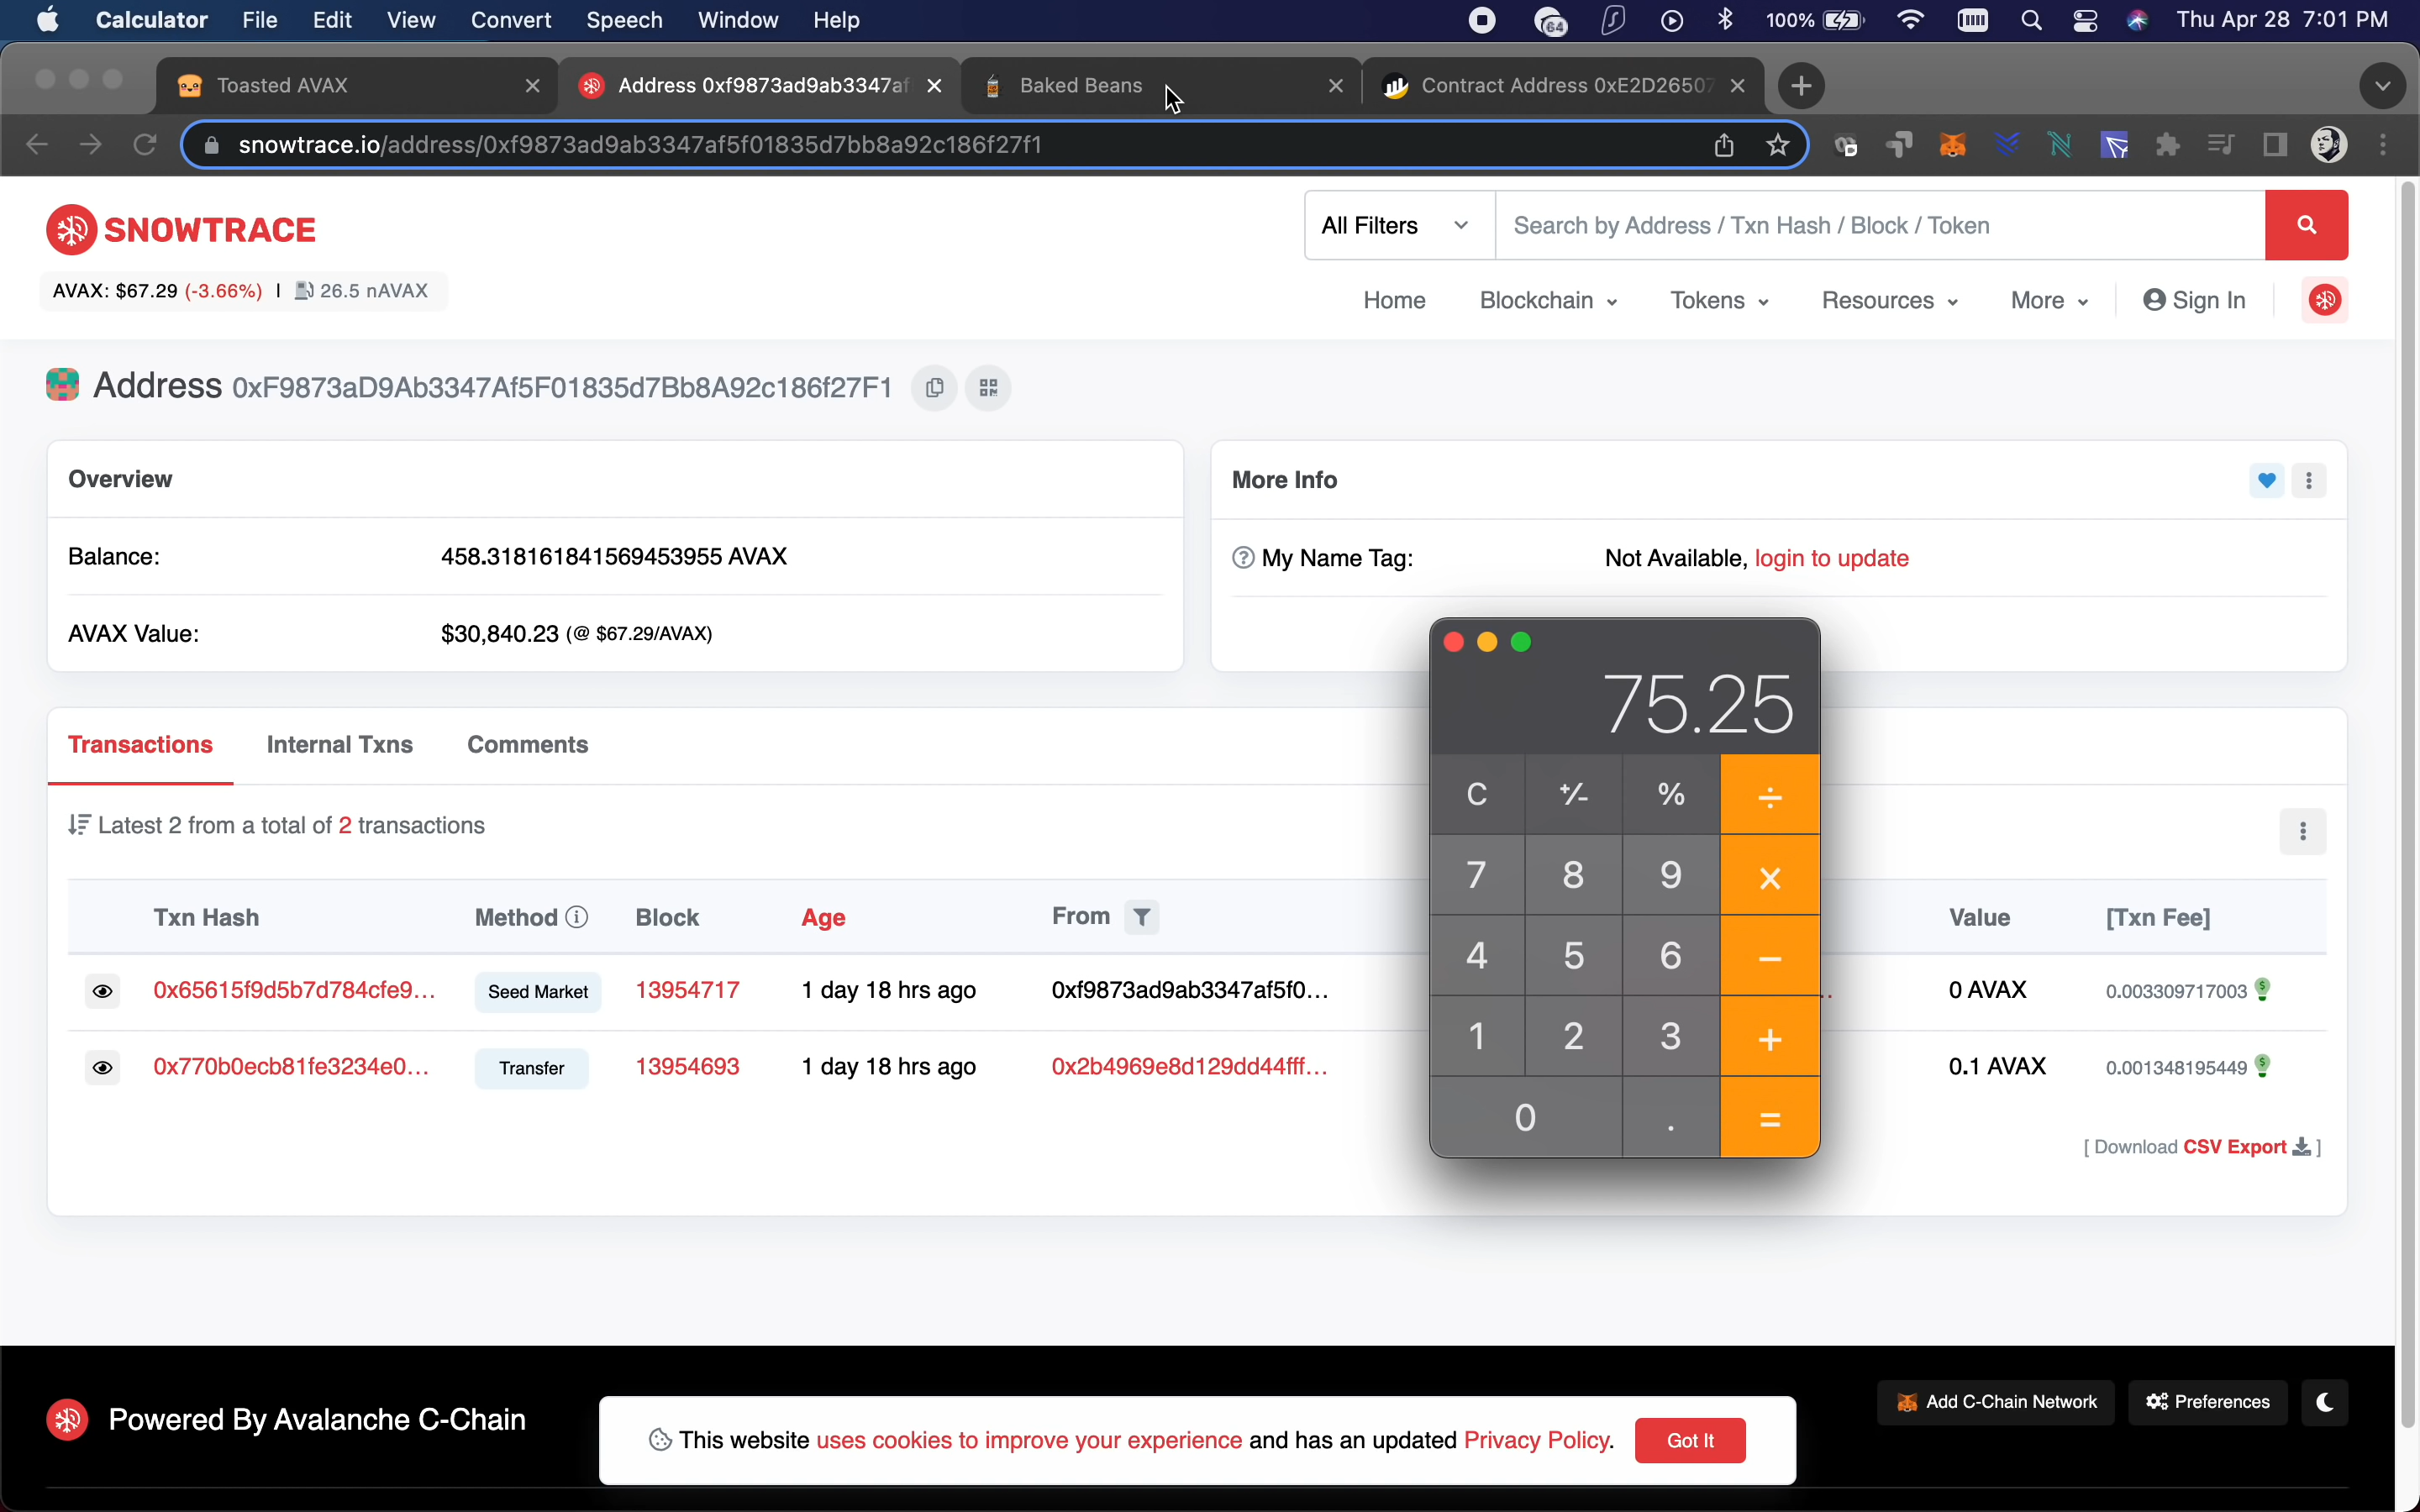 Calculator File Edit View Convert Speech Window Help 64 100% Thu Apr 28 7:01 PM
Toasted AVAX Address 0xf9873ad9ab3347af Baked Beans Contract Address 0xE2D26507
snowtrace.io/address/0xf9873ad9ab3347af5f01835d7bb8a92c186f27f1
SNOWTRACE
All Filters Search by Address / Txn Hash / Block / Token
AVAX: $67.29 (-3.66%) | 26.5 nAVAX
Home Blockchain Tokens Resources More Sign In
Address 0xF9873aD9Ab3347Af5F01835d7Bb8A92c186f27F1
Overview
Balance: 458.318161841569453955 AVAX
AVAX Value: $30,840.23 (@ $67.29/AVAX)
More Info
My Name Tag: Not Available, login to update
75.25
C +/- % ÷
7 8 9 ×
4 5 6 −
1 2 3 +
0 . =
Transactions Internal Txns Comments
Latest 2 from a total of 2 transactions
Txn Hash Method Block Age From Value [Txn Fee]
0x65615f9d5b7d784cfe9... Seed Market 13954717 1 day 18 hrs ago 0xf9873ad9ab3347af5f0... 0 AVAX 0.003309717003
0x770b0ecb81fe3234e0... Transfer 13954693 1 day 18 hrs ago 0x2b4969e8d129dd44fff... 0.1 AVAX 0.001348195449
[ Download CSV Export ]
Powered By Avalanche C-Chain
Add C-Chain Network Preferences
This website uses cookies to improve your experience and has an updated Privacy Policy. Got It